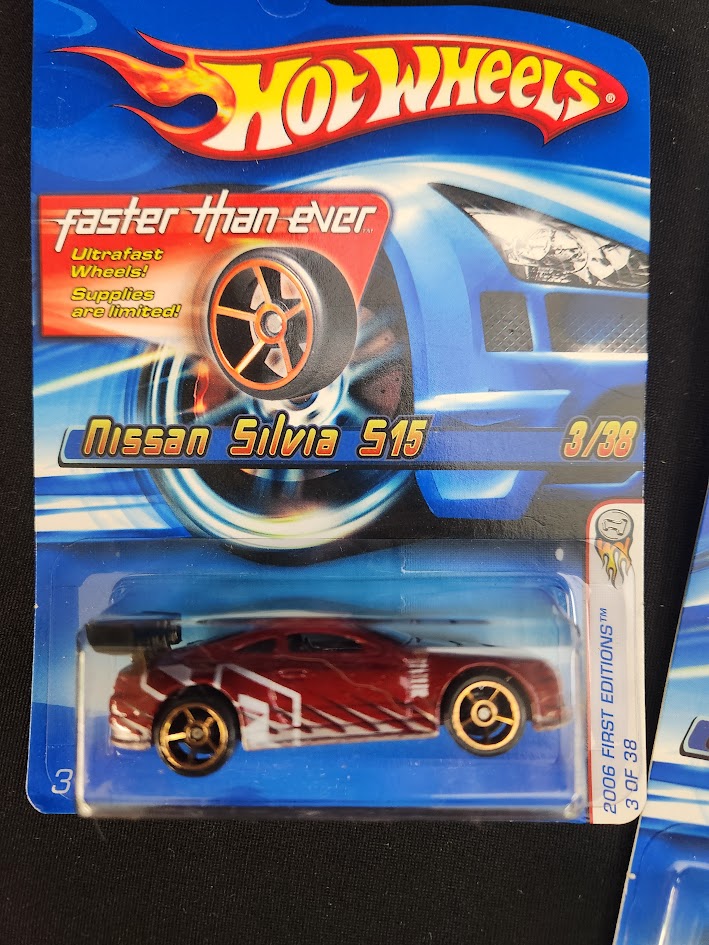 HOT WHEELS®
faster than ever™
Ultrafast
Wheels!
Supplies
are limited!
Nissan Silvia S15 3/38
2006 FIRST EDITIONS™
3 OF 38
3